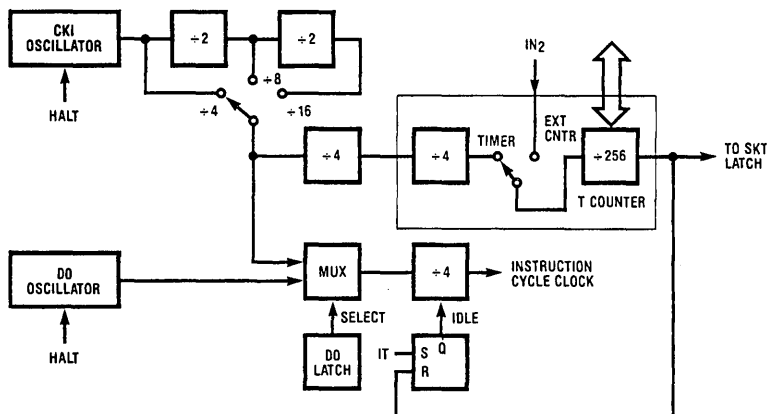 CKI
OSCILLATOR
÷2
÷2
HALT
÷8
÷4
÷16
IN2
TIMER
EXT
CNTR
÷4
÷4
÷256
TO SKT
LATCH
T COUNTER
DO
OSCILLATOR
HALT
MUX
÷4
INSTRUCTION
CYCLE CLOCK
SELECT
IDLE
DO
LATCH
IT
S
Q
R